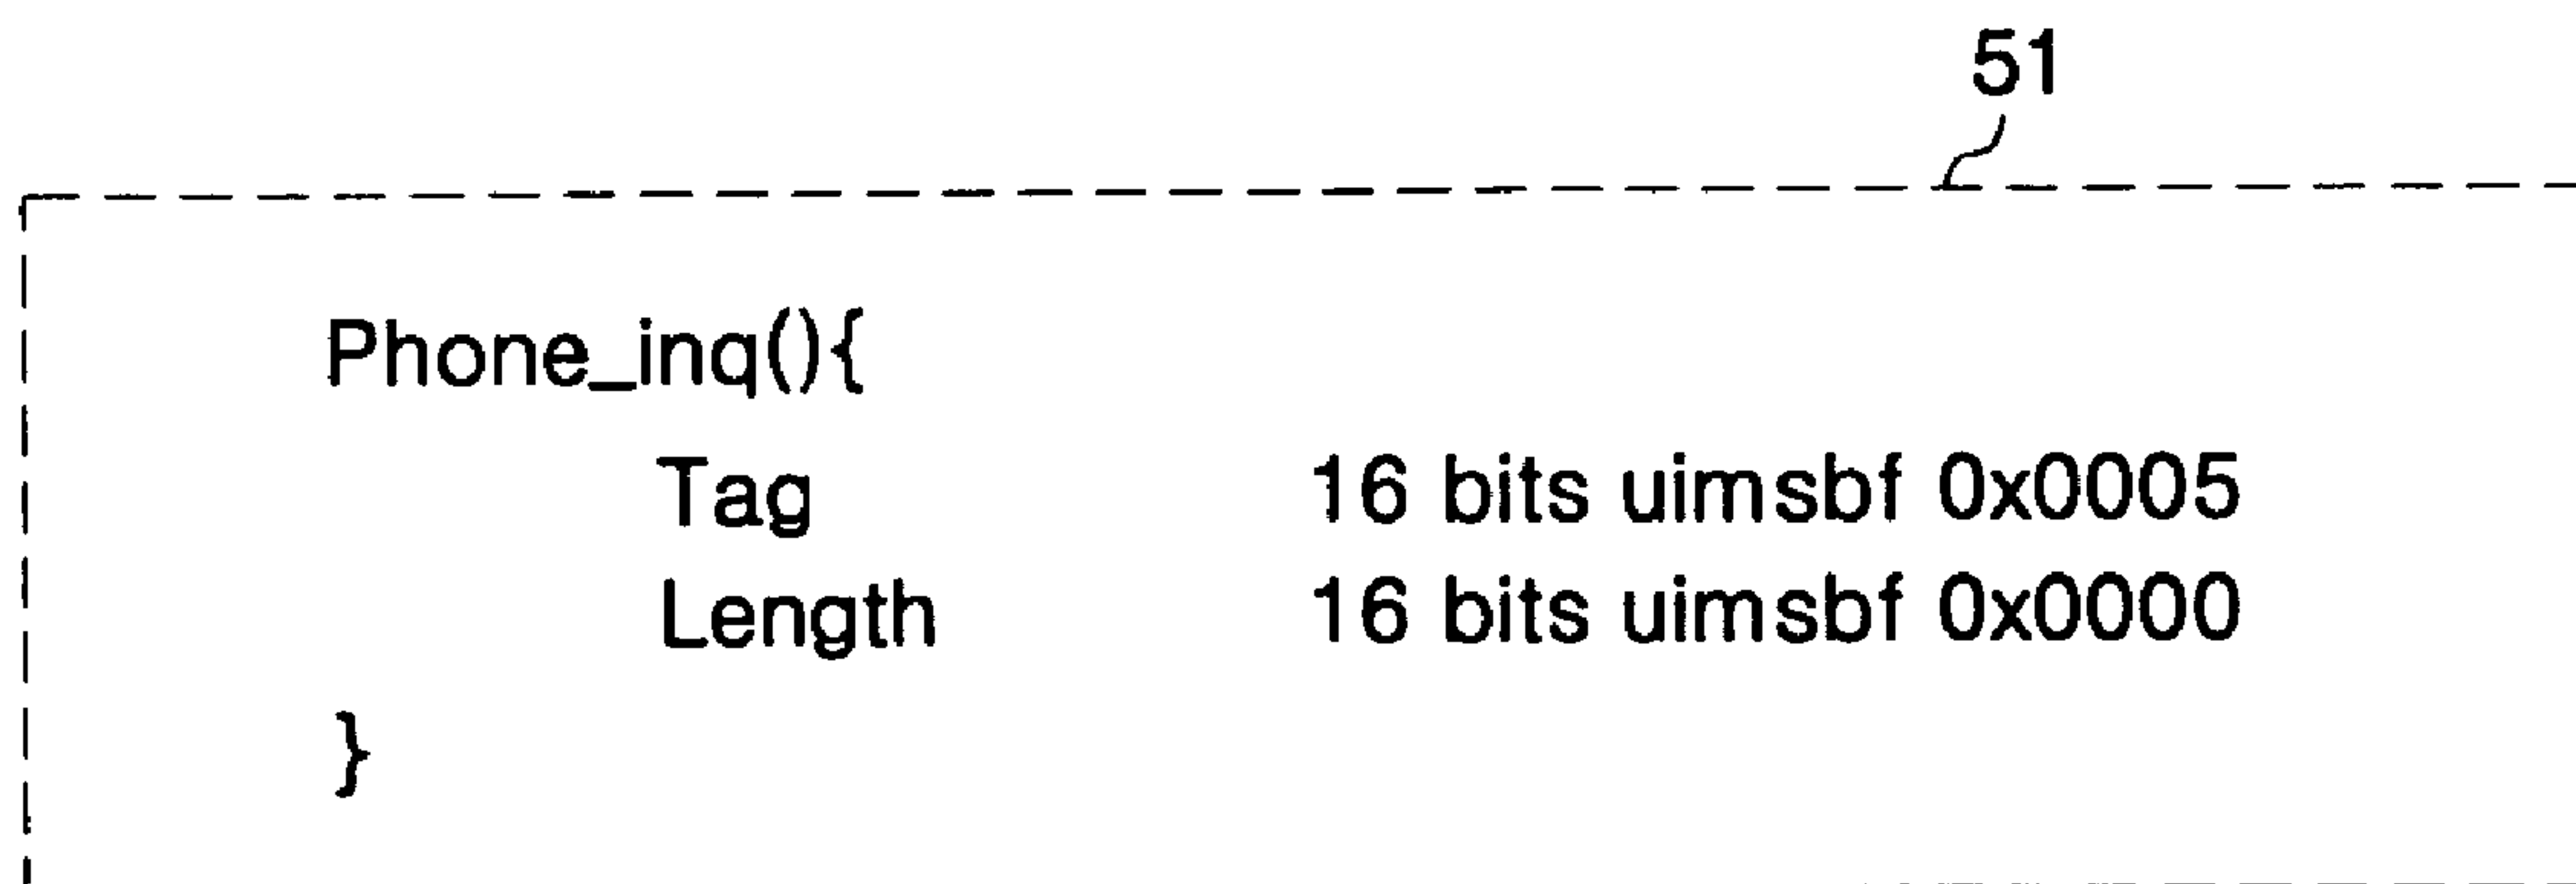 51
Phone_inq(){
Tag 16 bits uimsbf 0x0005
Length 16 bits uimsbf 0x0000
}